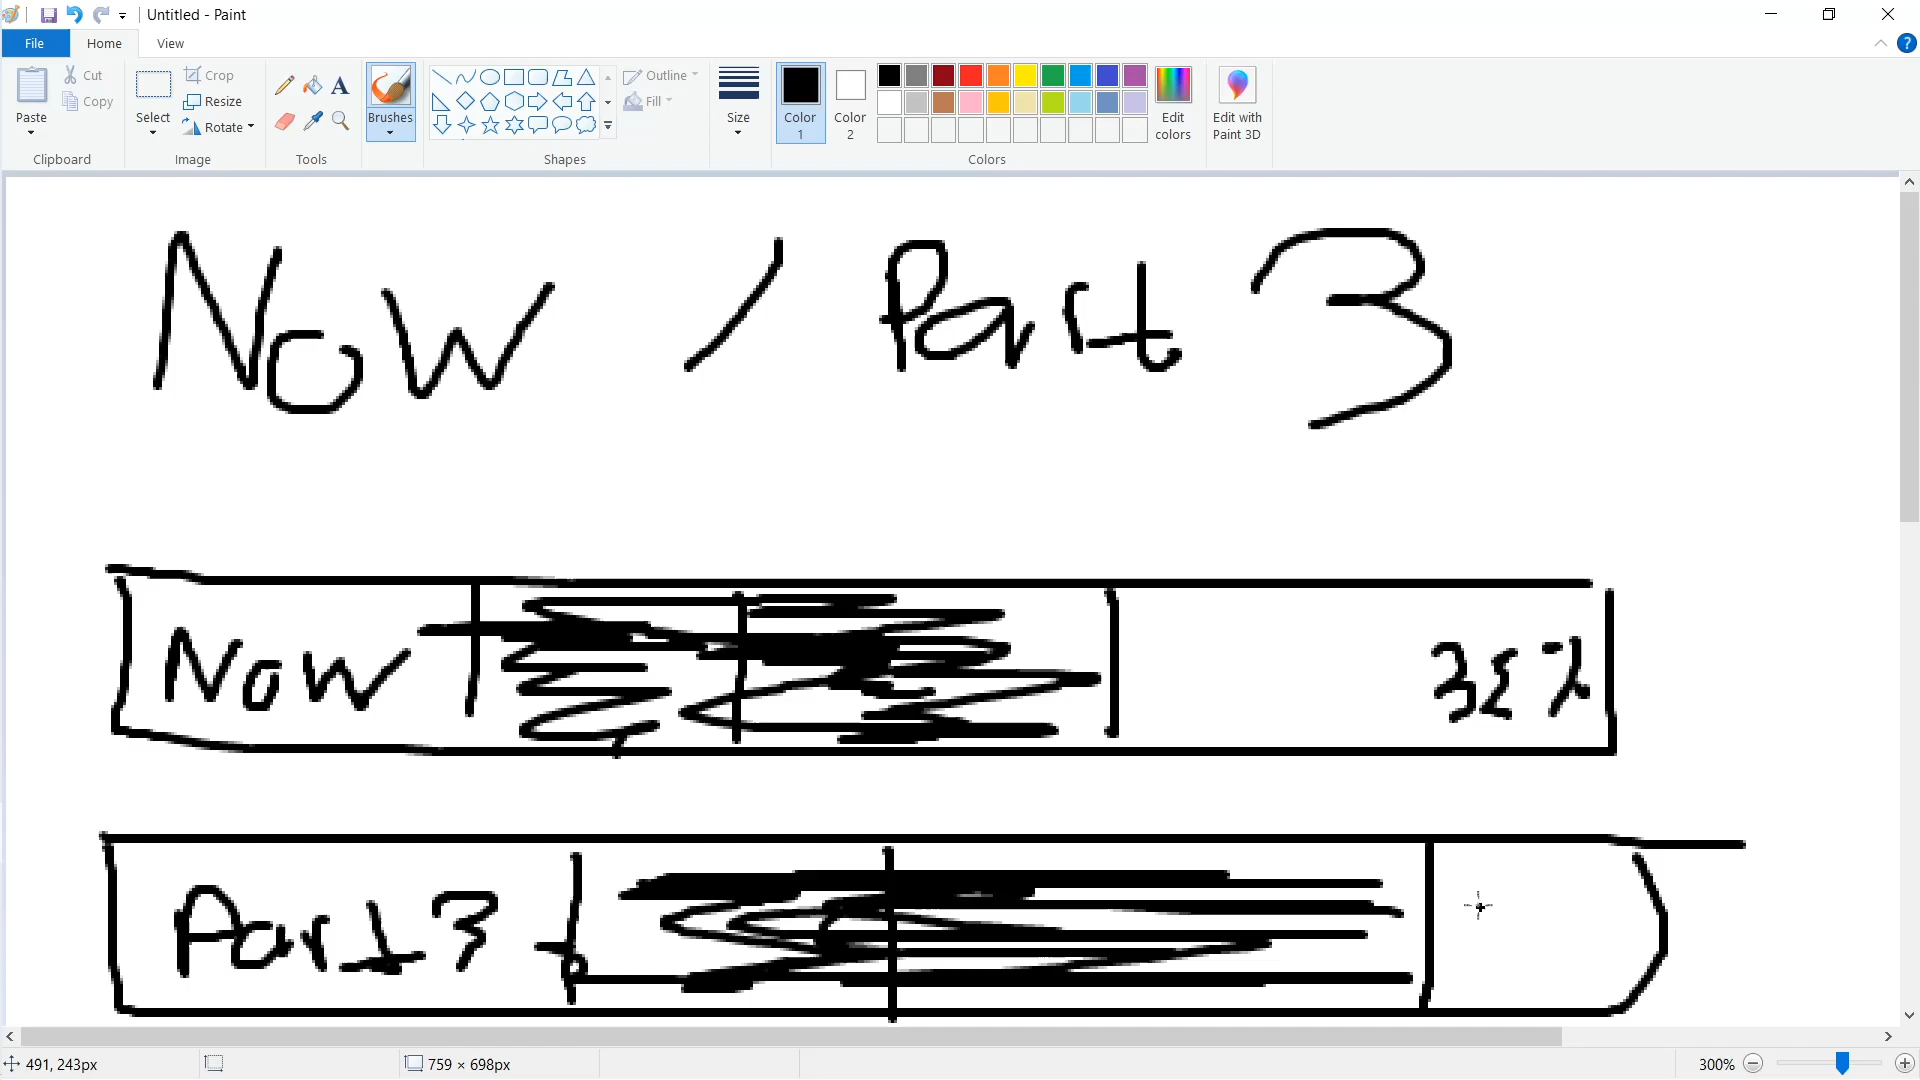 Untitled - Paint
File Home View
Paste
Cut
Copy
Clipboard
Select
Crop
Resize
Rotate
Image
Tools
Brushes
Shapes
Outline
Fill
Size
Color 1
Color 2
Edit colors
Colors
Edit with Paint 3D
Now / Part 3
Now 35%
Part 3
491, 243px 759 × 698px 300%